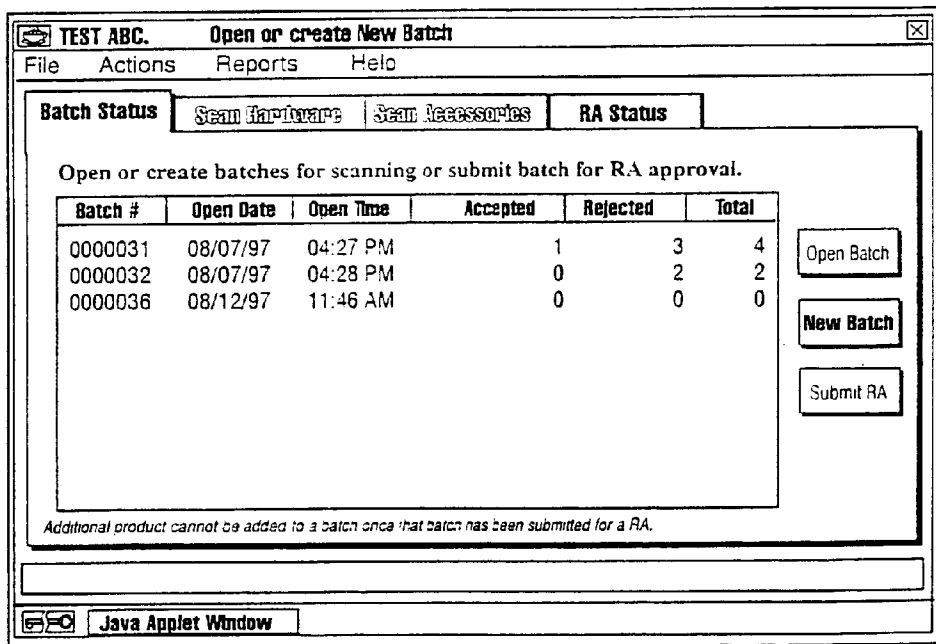 TEST ABC. Open or create New Batch
File Actions Reports Help
Batch Status Scan Hardware Scan Accessories RA Status
Open or create batches for scanning or submit batch for RA approval.
Batch # Open Date Open Time Accepted Rejected Total
0000031 08/07/97 04:27 PM 1 3 4
0000032 08/07/97 04:28 PM 0 2 2
0000036 08/12/97 11:46 AM 0 0 0
Open Batch
New Batch
Submit RA
Additional product cannot be added to a batch once that batch has been submitted for a RA.
Java Applet Window